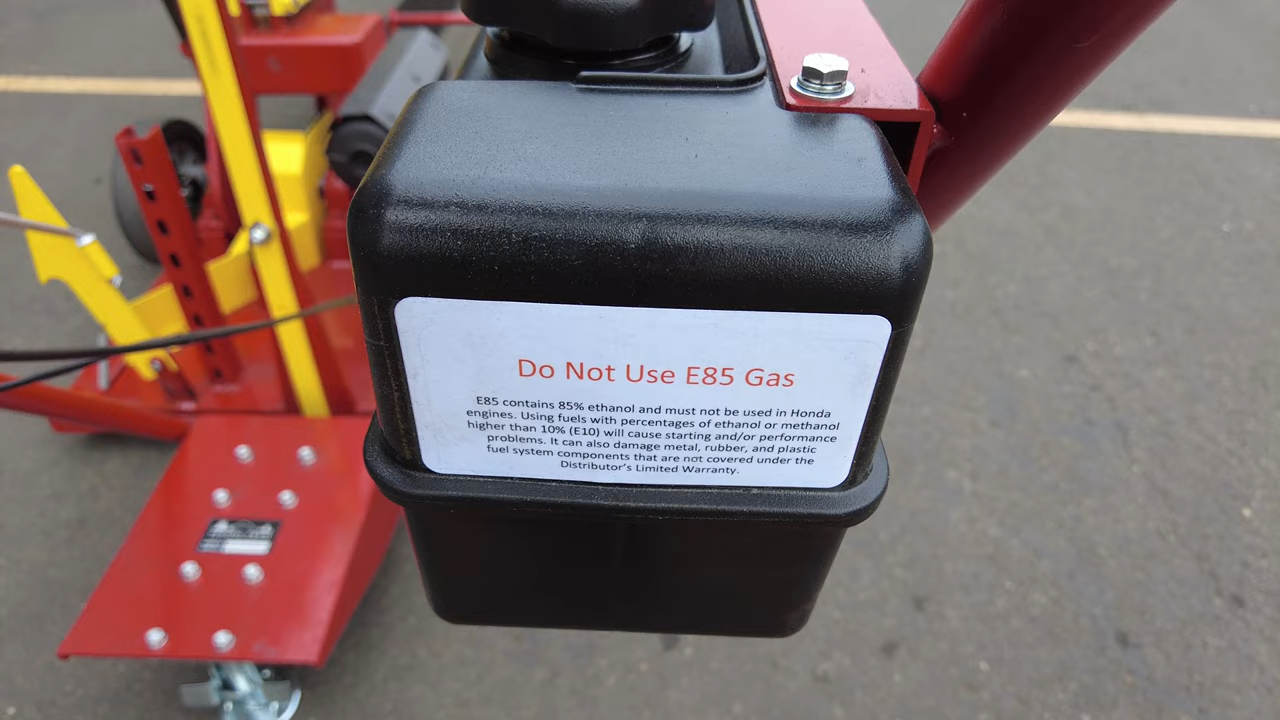 Do Not Use E85 Gas
E85 contains 85% ethanol and must not be used in Honda
engines. Using fuels with percentages of ethanol or methanol
higher than 10% (E10) will cause starting and/or performance
problems. It can also damage metal, rubber, and plastic
fuel system components that are not covered under the
Distributor's Limited Warranty.